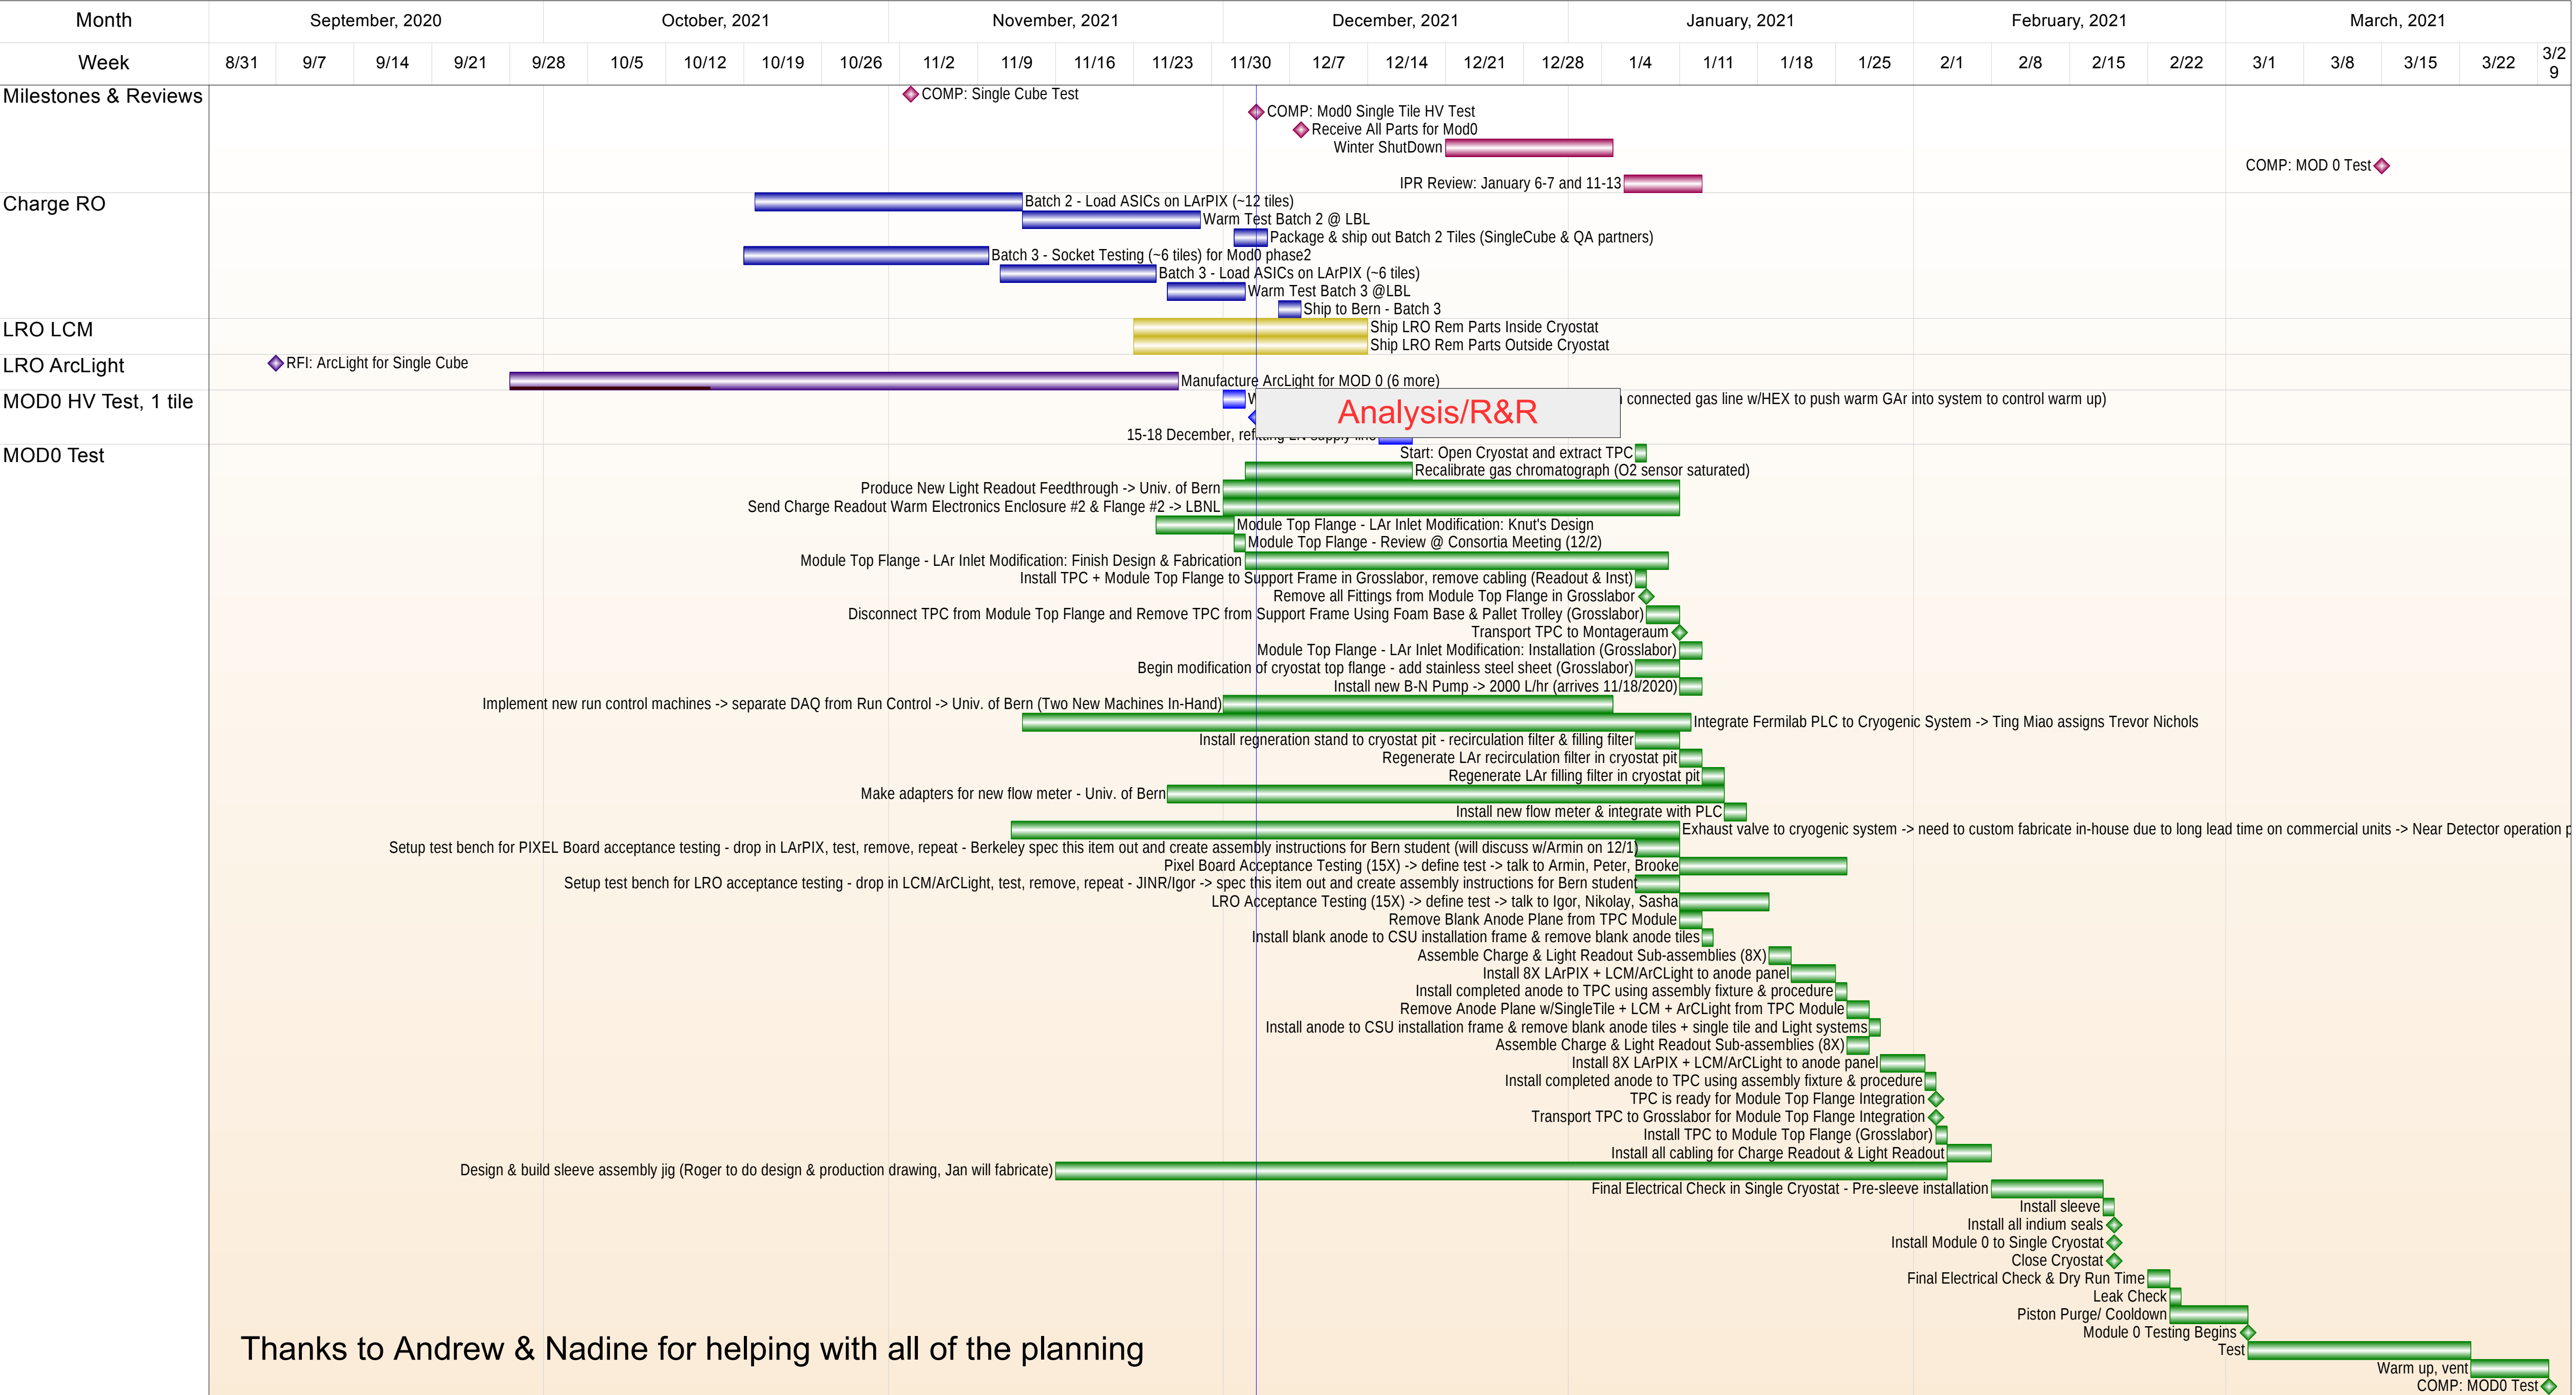 Month September, 2020 October, 2021 November, 2021 December, 2021 January, 2021 February, 2021 March, 2021
Week 8/31 9/7 9/14 9/21 9/28 10/5 10/12 10/19 10/26 11/2 11/9 11/16 11/23 11/30 12/7 12/14 12/21 12/28 1/4 1/11 1/18 1/25 2/1 2/8 2/15 2/22 3/1 3/8 3/15 3/22 3/29
Milestones & Reviews
COMP: Single Cube Test
COMP: Mod0 Single Tile HV Test
Receive All Parts for Mod0
Winter ShutDown
COMP: MOD 0 Test
IPR Review: January 6-7 and 11-13
Charge RO
Batch 2 - Load ASICs on LArPIX (~12 tiles)
Warm Test Batch 2 @ LBL
Package & ship out Batch 2 Tiles (SingleCube & QA partners)
Batch 3 - Socket Testing (~6 tiles) for Mod0 phase2
Batch 3 - Load ASICs on LArPIX (~6 tiles)
Warm Test Batch 3 @LBL
Ship to Bern - Batch 3
LRO LCM
Ship LRO Rem Parts Inside Cryostat
Ship LRO Rem Parts Outside Cryostat
LRO ArcLight
RFI: ArcLight for Single Cube
Manufacture ArcLight for MOD 0 (6 more)
MOD0 HV Test, 1 tile
connected gas line w/HEX to push warm GAr into system to control warm up)
Analysis/R&R
15-18 December, refitting LN supply line
MOD0 Test
Start: Open Cryostat and extract TPC
Recalibrate gas chromatograph (O2 sensor saturated)
Produce New Light Readout Feedthrough -> Univ. of Bern
Send Charge Readout Warm Electronics Enclosure #2 & Flange #2 -> LBNL
Module Top Flange - LAr Inlet Modification: Knut's Design
Module Top Flange - Review @ Consortia Meeting (12/2)
Module Top Flange - LAr Inlet Modification: Finish Design & Fabrication
Install TPC + Module Top Flange to Support Frame in Grosslabor, remove cabling (Readout & Inst)
Remove all Fittings from Module Top Flange in Grosslabor
Disconnect TPC from Module Top Flange and Remove TPC from Support Frame Using Foam Base & Pallet Trolley (Grosslabor)
Transport TPC to Montageraum
Module Top Flange - LAr Inlet Modification: Installation (Grosslabor)
Begin modification of cryostat top flange - add stainless steel sheet (Grosslabor)
Install new B-N Pump -> 2000 L/hr (arrives 11/18/2020)
Implement new run control machines -> separate DAQ from Run Control -> Univ. of Bern (Two New Machines In-Hand)
Integrate Fermilab PLC to Cryogenic System -> Ting Miao assigns Trevor Nichols
Install regneration stand to cryostat pit - recirculation filter & filling filter
Regenerate LAr recirculation filter in cryostat pit
Regenerate LAr filling filter in cryostat pit
Make adapters for new flow meter - Univ. of Bern
Install new flow meter & integrate with PLC
Exhaust valve to cryogenic system -> need to custom fabricate in-house due to long lead time on commercial units -> Near Detector operation
Setup test bench for PIXEL Board acceptance testing - drop in LArPIX, test, remove, repeat - Berkeley spec this item out and create assembly instructions for Bern student (will discuss w/Armin on 12/1)
Pixel Board Acceptance Testing (15X) -> define test -> talk to Armin, Peter, Brooke
Setup test bench for LRO acceptance testing - drop in LCM/ArCLight, test, remove, repeat - JINR/Igor -> spec this item out and create assembly instructions for Bern student
LRO Acceptance Testing (15X) -> define test -> talk to Igor, Nikolay, Sasha
Remove Blank Anode Plane from TPC Module
Install blank anode to CSU installation frame & remove blank anode tiles
Assemble Charge & Light Readout Sub-assemblies (8X)
Install 8X LArPIX + LCM/ArCLight to anode panel
Install completed anode to TPC using assembly fixture & procedure
Remove Anode Plane w/SingleTile + LCM + ArCLight from TPC Module
Install anode to CSU installation frame & remove blank anode tiles + single tile and Light systems
Assemble Charge & Light Readout Sub-assemblies (8X)
Install 8X LArPIX + LCM/ArCLight to anode panel
Install completed anode to TPC using assembly fixture & procedure
TPC is ready for Module Top Flange Integration
Transport TPC to Grosslabor for Module Top Flange Integration
Install TPC to Module Top Flange (Grosslabor)
Install all cabling for Charge Readout & Light Readout
Design & build sleeve assembly jig (Roger to do design & production drawing, Jan will fabricate)
Final Electrical Check in Single Cryostat - Pre-sleeve installation
Install sleeve
Install all indium seals
Install Module 0 to Single Cryostat
Close Cryostat
Final Electrical Check & Dry Run Time
Leak Check
Piston Purge/ Cooldown
Module 0 Testing Begins
Test
Warm up, vent
COMP: MOD0 Test
Thanks to Andrew & Nadine for helping with all of the planning